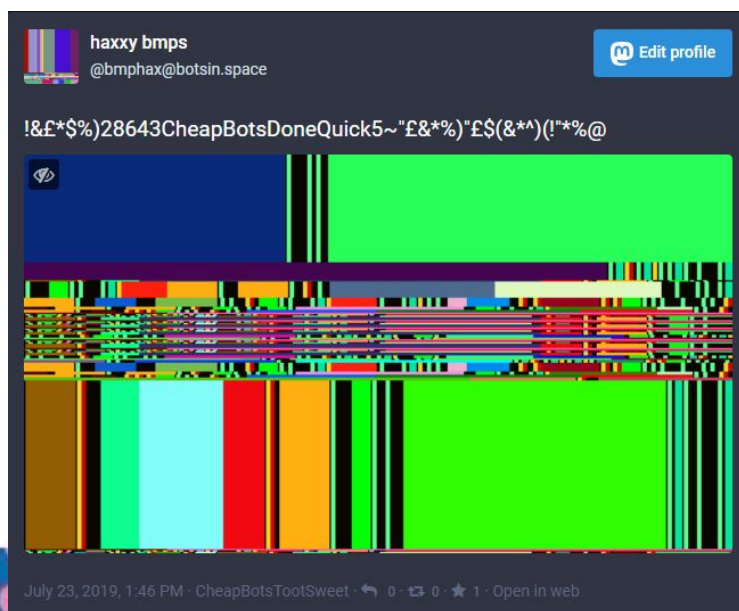 haxxy bmps
@bmphax@botsin.space
Edit profile
!&£*$%)28643CheapBotsDoneQuick5~"£&*%)"£$(&*^)(!"*%@
July 23, 2019, 1:46 PM · CheapBotsTootSweet · 0 · 0 · 1 · Open in web